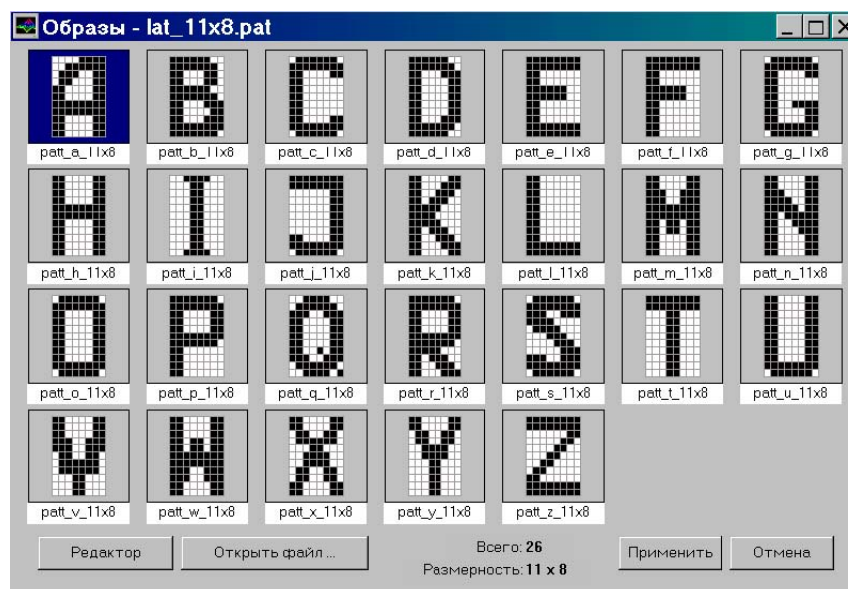 Образы - lat_11x8.pat
A B C D E F G
patt_a_11x8 patt_b_11x8 patt_c_11x8 patt_d_11x8 patt_e_11x8 patt_f_11x8 patt_g_11x8
H I J K L M N
patt_h_11x8 patt_i_11x8 patt_j_11x8 patt_k_11x8 patt_l_11x8 patt_m_11x8 patt_n_11x8
O P Q R S T U
patt_o_11x8 patt_p_11x8 patt_q_11x8 patt_r_11x8 patt_s_11x8 patt_t_11x8 patt_u_11x8
V W X Y Z
patt_v_11x8 patt_w_11x8 patt_x_11x8 patt_y_11x8 patt_z_11x8
Редактор Открыть файл ... Всего: 26 Применить Отмена
Размерность: 11 x 8